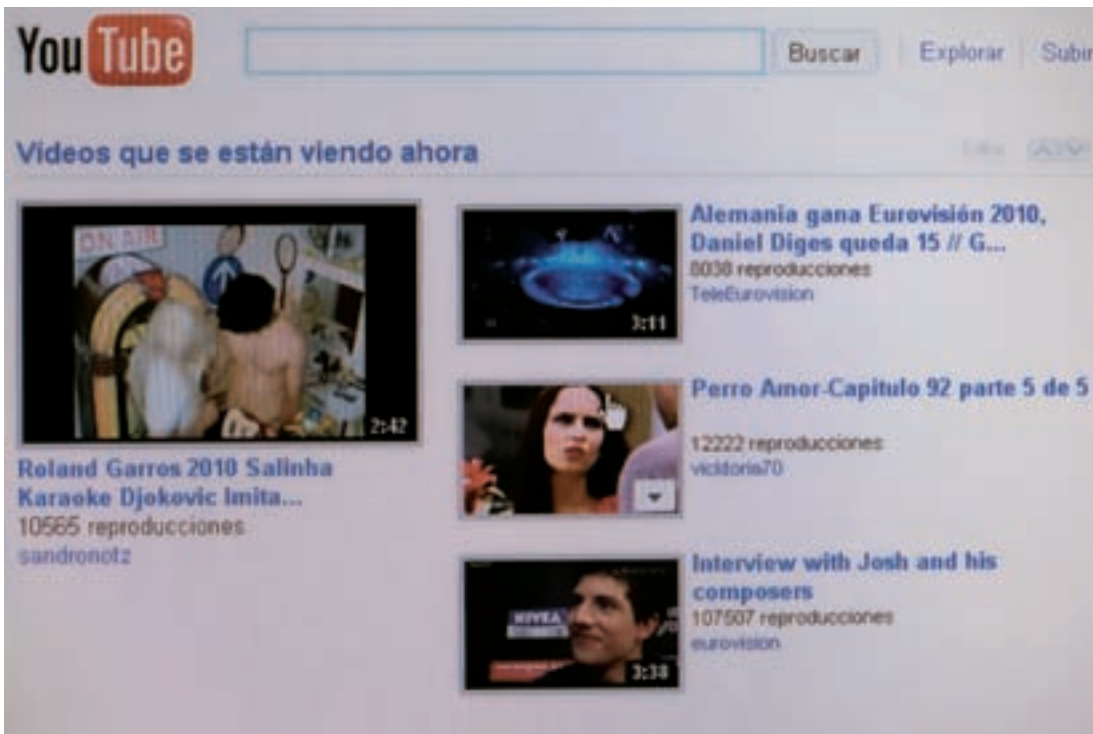 You Tube
Buscar
Explorar
Subir
Vídeos que se están viendo ahora
ON AIR
2:42
Roland Garros 2010 Salinha
Karaoke Djokovic Imita...
10565 reproducciones
sandronotz
3:11
Alemania gana Eurovisión 2010,
Daniel Diges queda 15 // G...
8038 reproducciones
TeleEurovision
Perro Amor-Capitulo 92 parte 5 de 5
12222 reproducciones
vicktoria70
NIVEA
3:38
Interview with Josh and his
composers
107507 reproducciones
eurovision